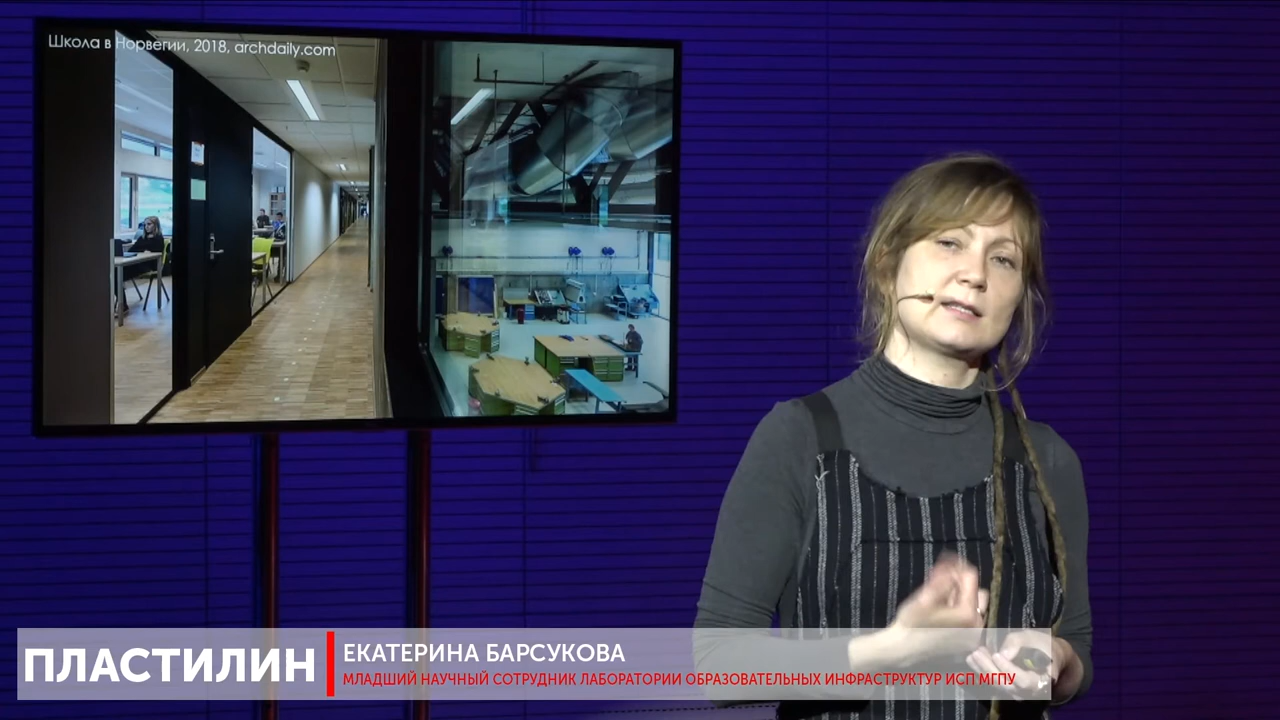 Школа в Норвегии, 2018, archdaily.com
ПЛАСТИЛИН
ЕКАТЕРИНА БАРСУКОВА
МЛАДШИЙ НАУЧНЫЙ СОТРУДНИК ЛАБОРАТОРИИ ОБРАЗОВАТЕЛЬНЫХ ИНФРАСТРУКТУР ИСП МГПУ